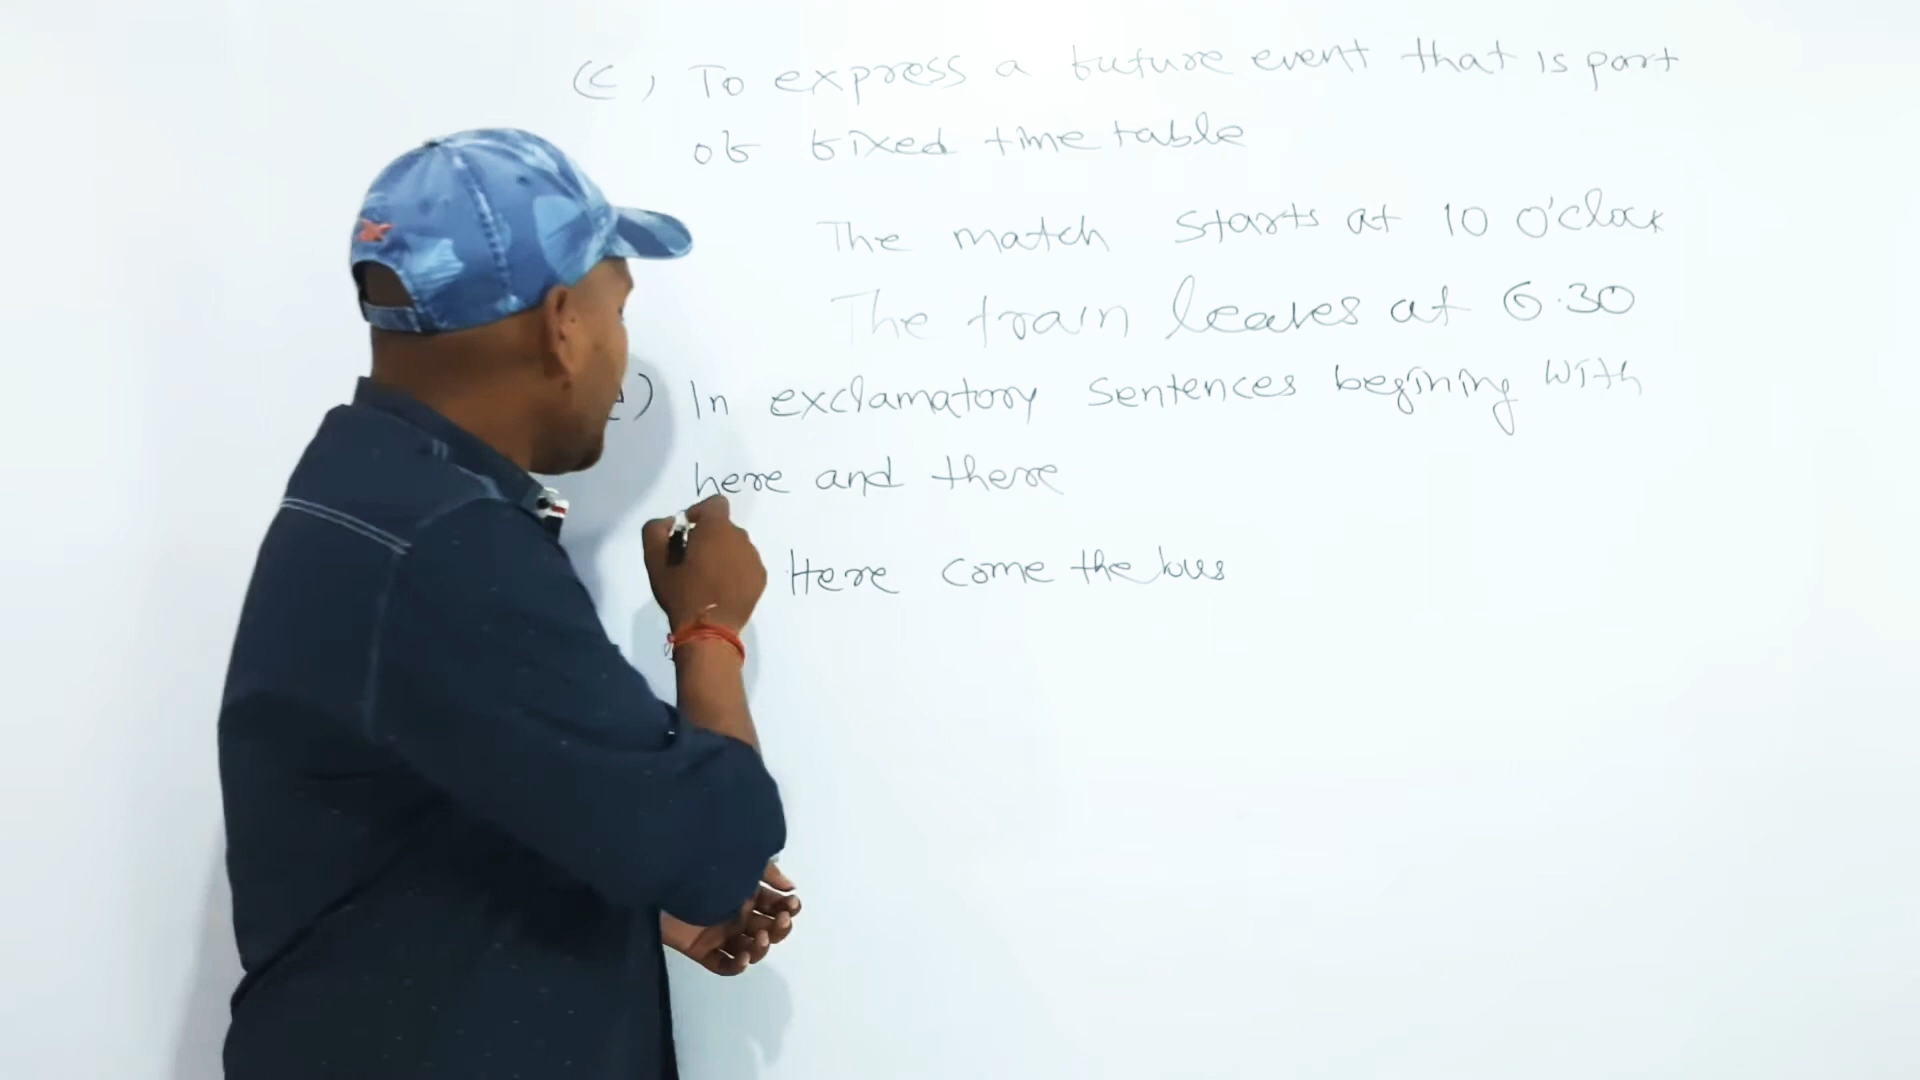 (C) To express a future event that is part
of fixed time table
The match starts at 10 O'clock
The train leaves at 6.30
) In exclamatory sentences begining with
here and there
Here come the bus